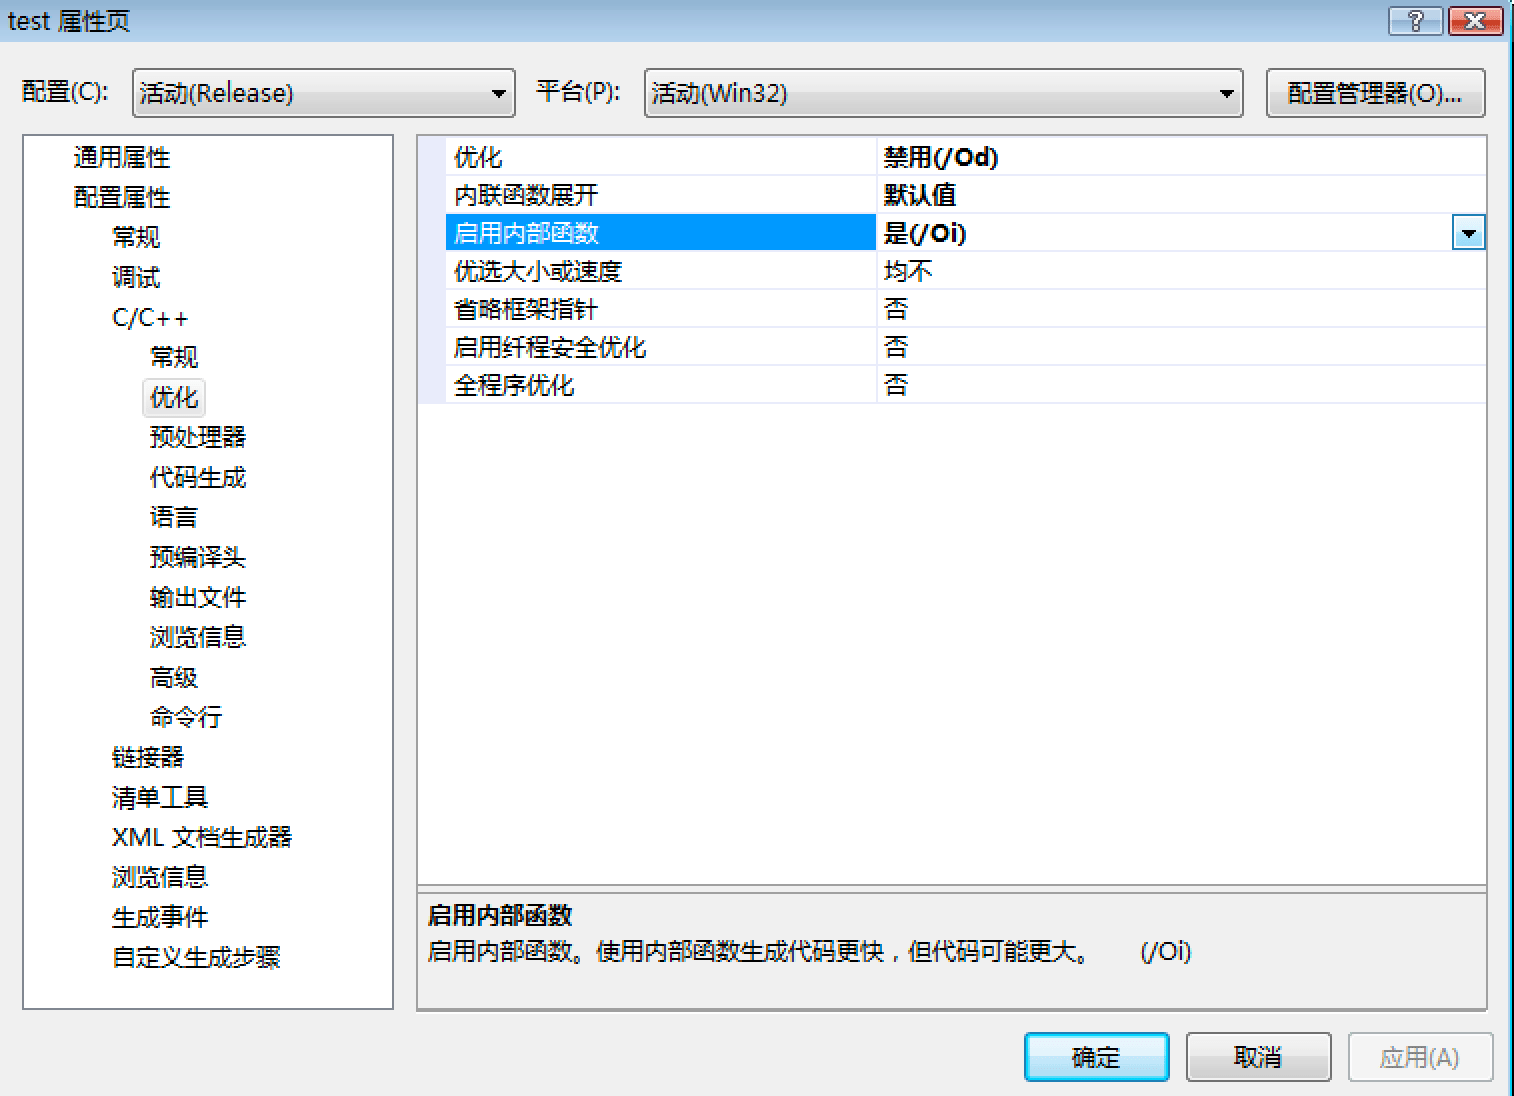 test 属性页
配置(C): 活动(Release) 平台(P): 活动(Win32) 配置管理器(O)...
通用属性
配置属性
常规
调试
C/C++
常规
优化
预处理器
代码生成
语言
预编译头
输出文件
浏览信息
高级
命令行
链接器
清单工具
XML 文档生成器
浏览信息
生成事件
自定义生成步骤
优化 禁用(/Od)
内联函数展开 默认值
启用内部函数 是(/Oi)
优选大小或速度 均不
省略框架指针 否
启用纤程安全优化 否
全程序优化 否
启用内部函数
启用内部函数。使用内部函数生成代码更快，但代码可能更大。 (/Oi)
确定 取消 应用(A)